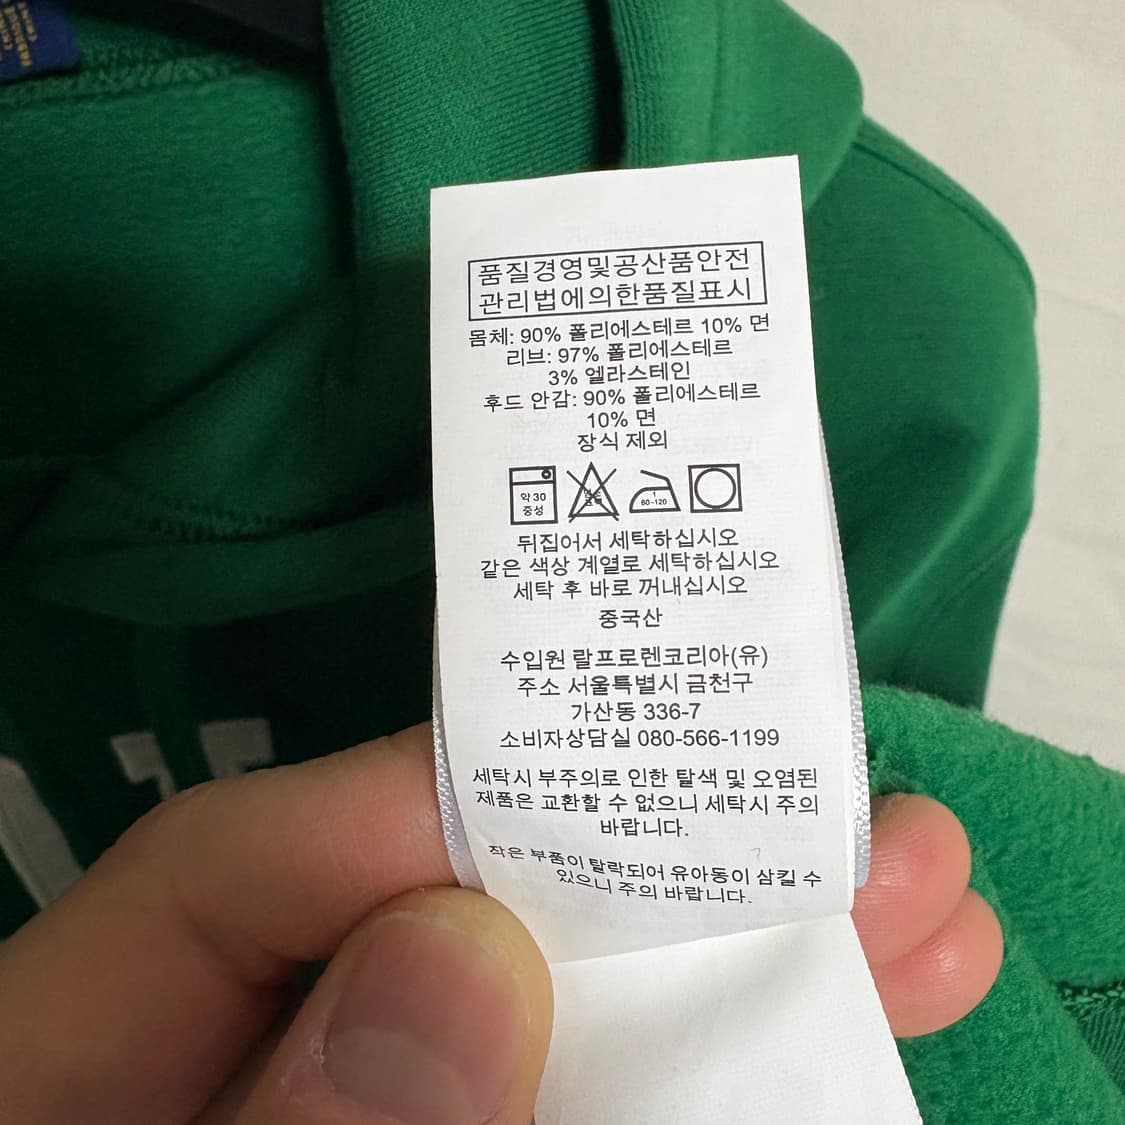 품질경영및공산품안전
관리법에의한품질표시
몸체: 90% 폴리에스테르 10% 면
리브: 97% 폴리에스테르
3% 엘라스테인
후드 안감: 90% 폴리에스테르
10% 면
장식 제외
약 30
중성
1
60~120
뒤집어서 세탁하십시오
같은 색상 계열로 세탁하십시오
세탁 후 바로 꺼내십시오
중국산
수입원 랄프로렌코리아(유)
주소 서울특별시 금천구
가산동 336-7
소비자상담실 080-566-1199
세탁시 부주의로 인한 탈색 및 오염된
제품은 교환할 수 없으니 세탁시 주의
바랍니다.
작은 부품이 탈락되어 유아동이 삼킬 수
있으니 주의 바랍니다.